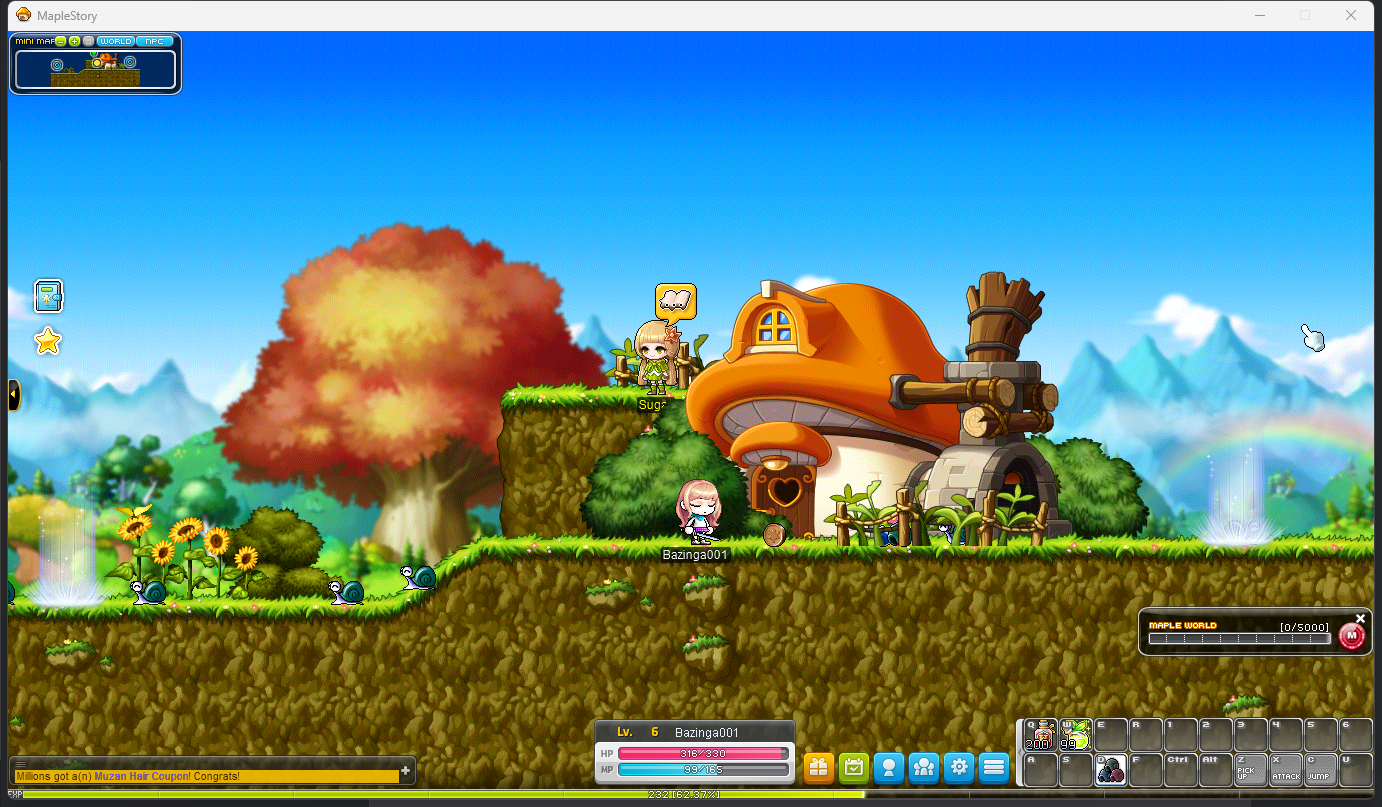 MapleStory
MINI MAP
WORLD
NPC
Suga
Bazinga001
MAPLE WORLD
[0/5000]
M
Lv. 6 Bazinga001
HP 316/330
MP 99/165
Q W E R 1 2 3 4 5 6
200 99
A S D F Ctrl Alt Z X C U
PICK UP
ATTACK
JUMP
Millions got a(n) Muzan Hair Coupon! Congrats!
EXP 232 [62.37%]